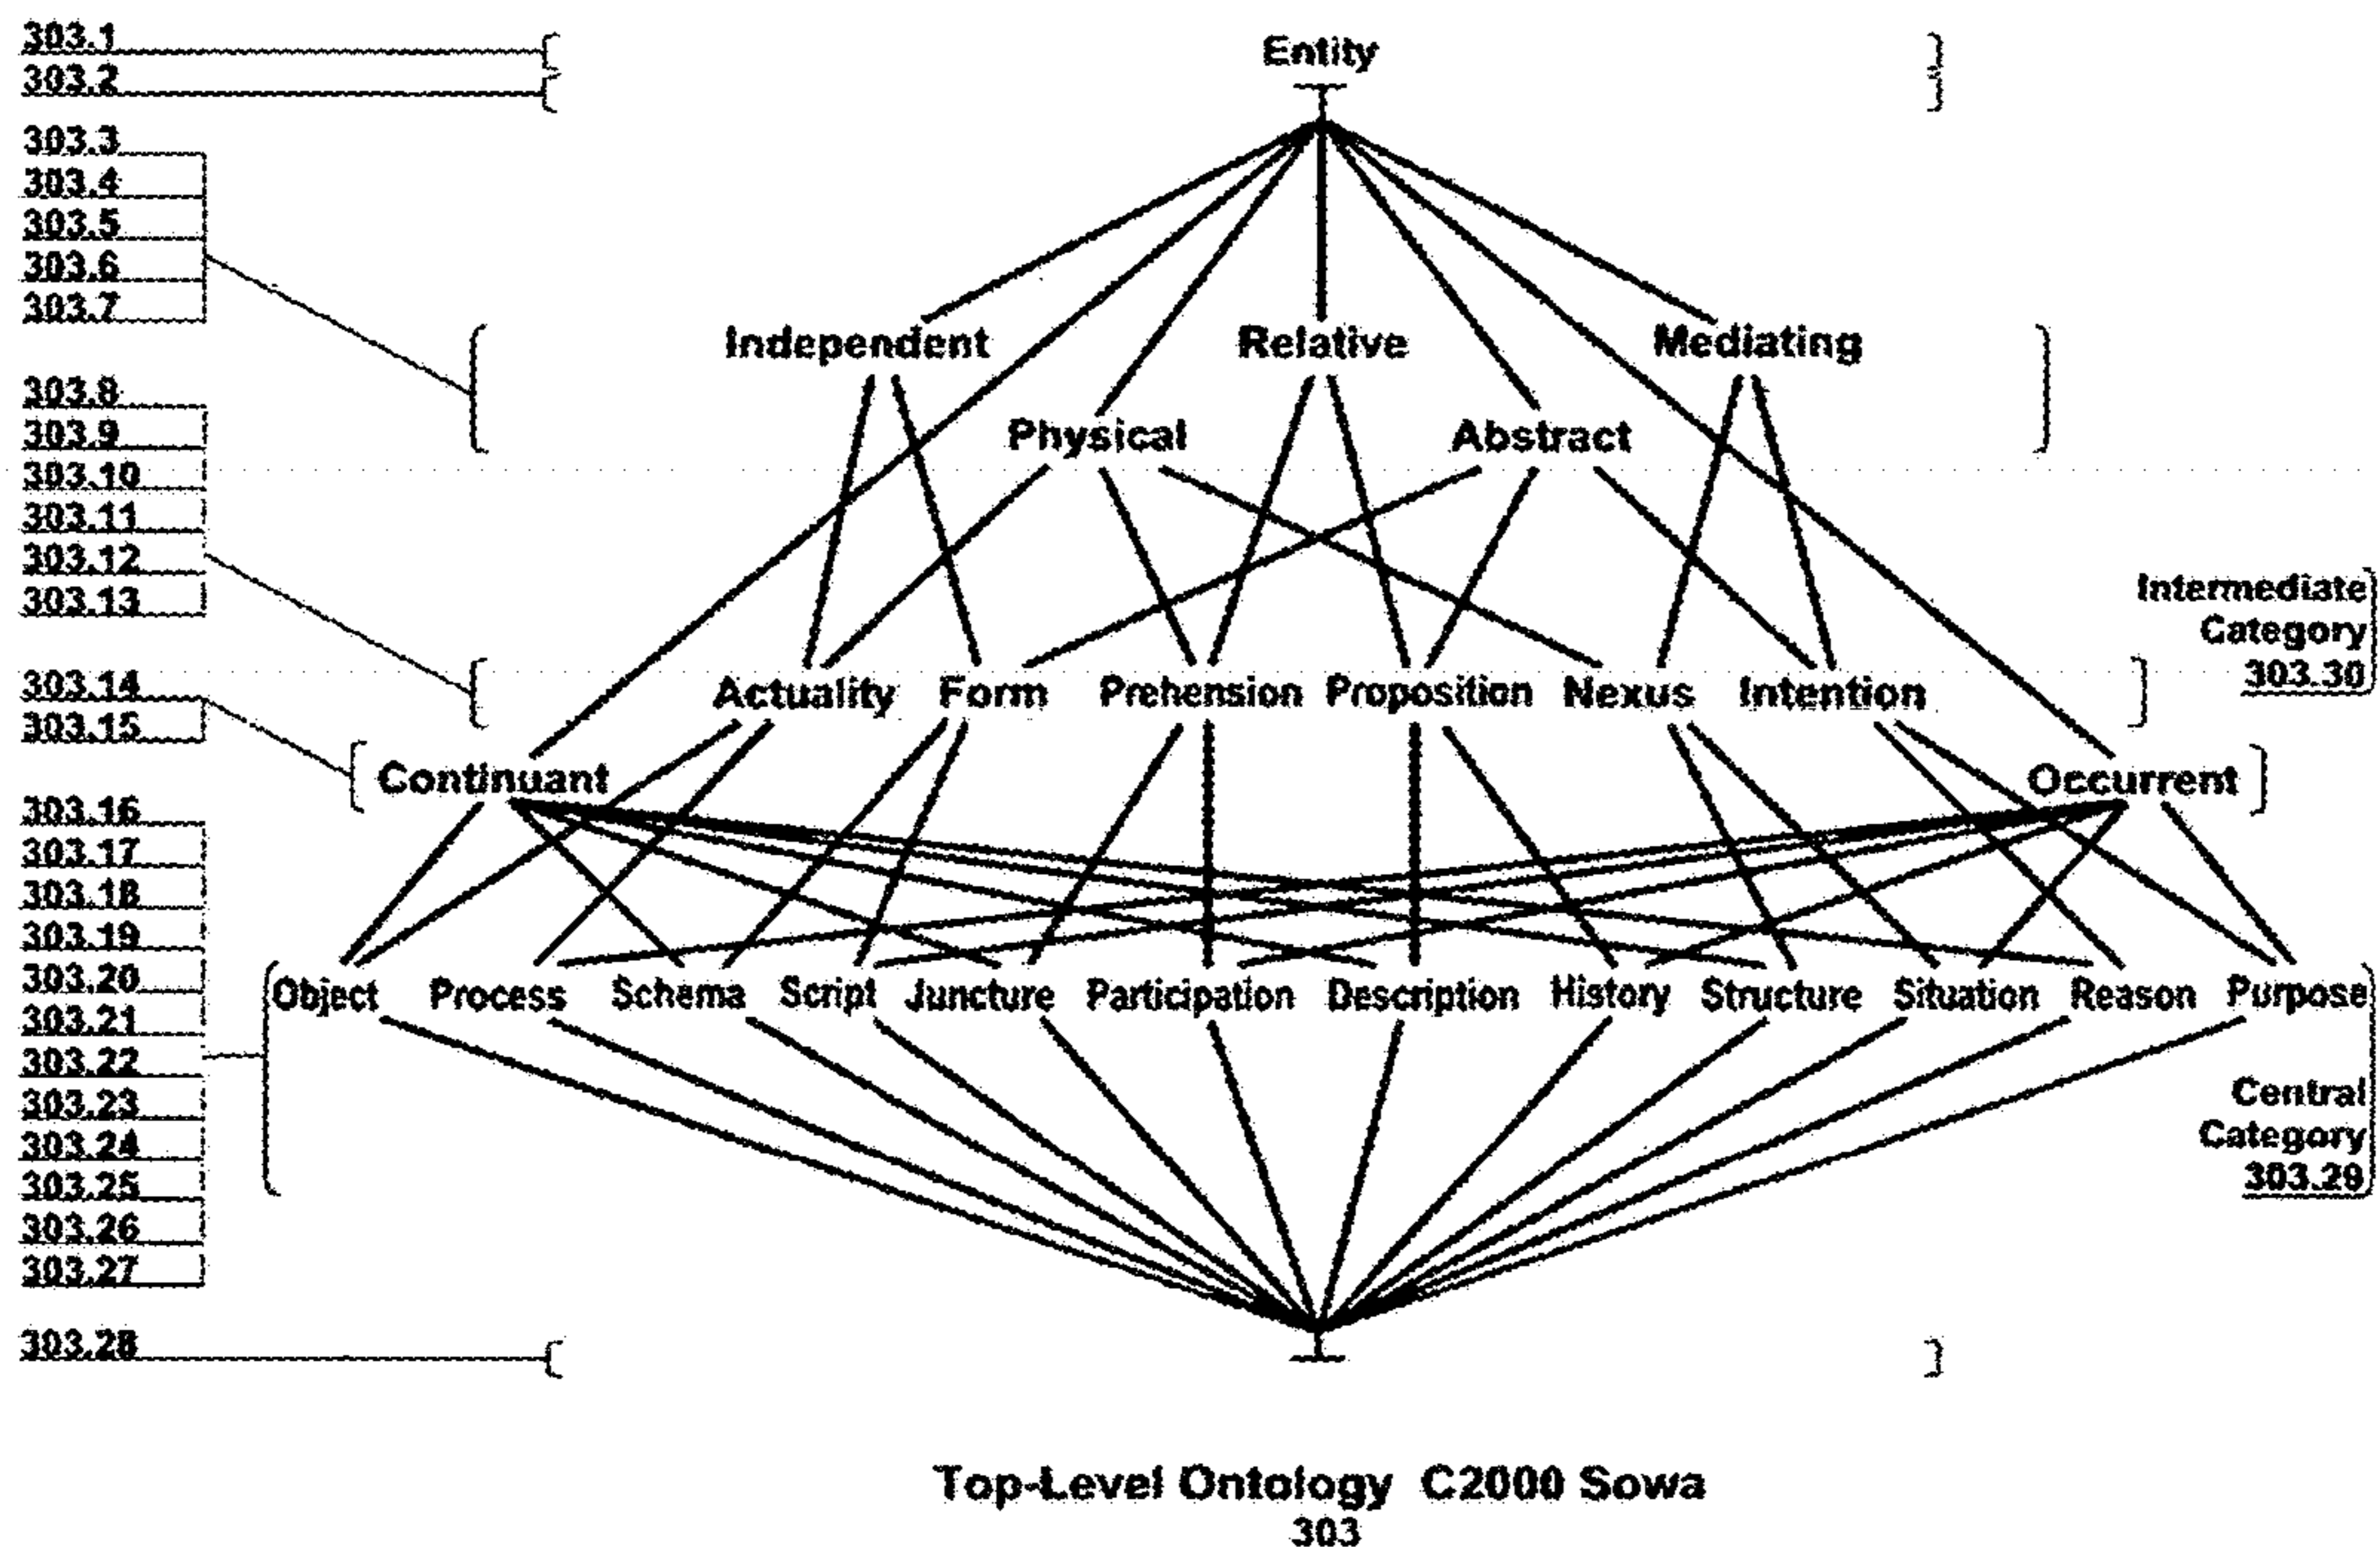 303.1
Entity
303.2
303.3
303.4
303.5
303.6
303.7
Independent Relative Mediating
303.8
303.9
Physical Abstract
303.10
303.11
303.12
303.13
Intermediate
Category
303.30
303.14
Actuality Form Prehension Proposition Nexus Intention
303.15
Continuant Occurrent
303.16
303.17
303.18
303.19
303.20
Object Process Schema Script Juncture Participation Description History Structure Situation Reason Purpose
303.21
303.22
303.23
303.24
303.25
303.26
303.27
Central
Category
303.29
303.28
Top-Level Ontology C2000 Sowa
303